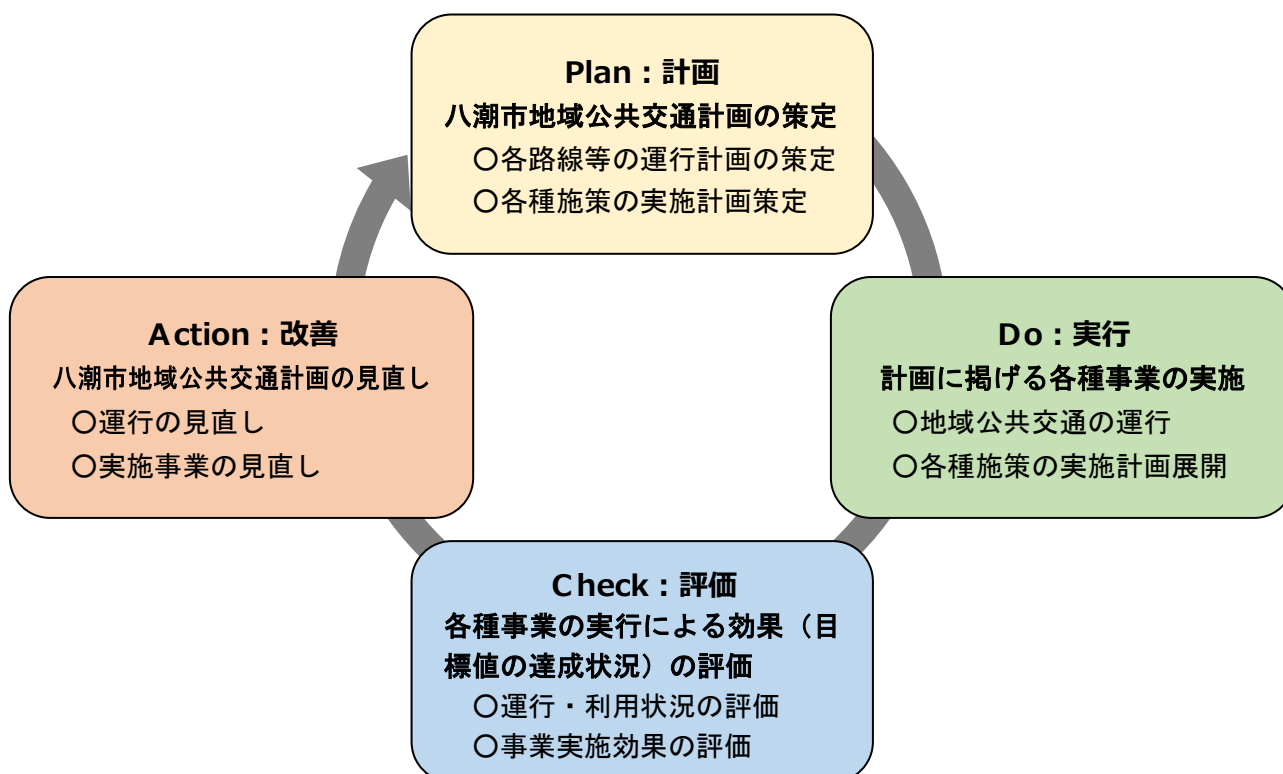 Plan：計画
八潮市地域公共交通計画の策定
〇各路線等の運行計画の策定
〇各種施策の実施計画策定
Do：実行
計画に掲げる各種事業の実施
〇地域公共交通の運行
〇各種施策の実施計画展開
Check：評価
各種事業の実行による効果（目
標値の達成状況）の評価
〇運行・利用状況の評価
〇事業実施効果の評価
Action：改善
八潮市地域公共交通計画の見直し
〇運行の見直し
〇実施事業の見直し